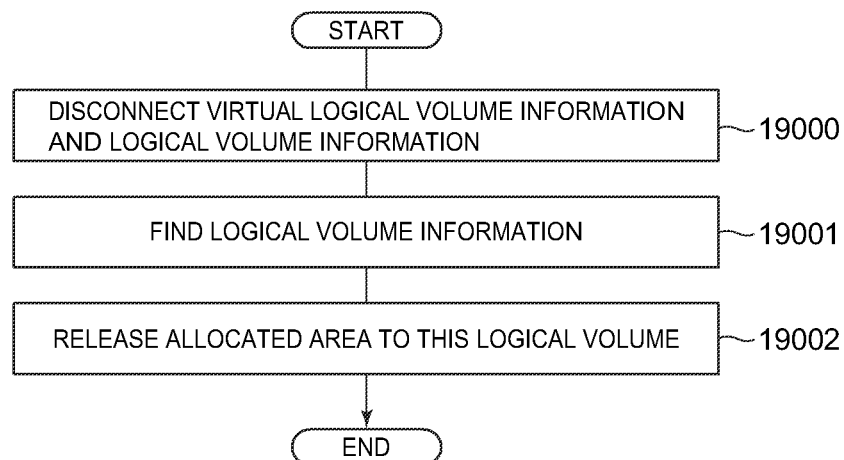 START
DISCONNECT VIRTUAL LOGICAL VOLUME INFORMATION
AND LOGICAL VOLUME INFORMATION
19000
FIND LOGICAL VOLUME INFORMATION
19001
RELEASE ALLOCATED AREA TO THIS LOGICAL VOLUME
19002
END